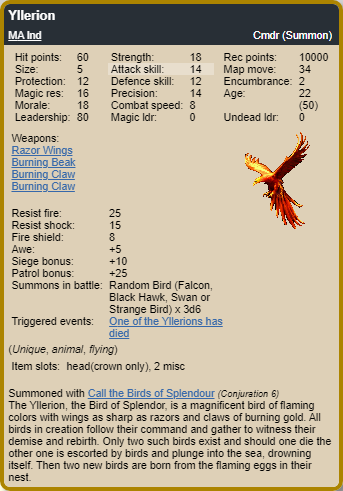 Yllerion
MA Ind Cmdr (Summon)
Hit points: 60 Strength: 18 Rec points: 10000
Size: 5 Attack skill: 14 Map move: 34
Protection: 12 Defence skill: 12 Encumbrance: 2
Magic res: 16 Precision: 14 Age: 22
Morale: 18 Combat speed: 8 (50)
Leadership: 80 Magic ldr: 0 Undead ldr: 0
Weapons:
Razor Wings
Burning Beak
Burning Claw
Burning Claw
Resist fire: 25
Resist shock: 15
Fire shield: 8
Awe: +5
Siege bonus: +10
Patrol bonus: +25
Summons in battle: Random Bird (Falcon,
Black Hawk, Swan or
Strange Bird) x 3d6
Triggered events: One of the Yllerions has
died
(Unique, animal, flying)
Item slots: head(crown only), 2 misc
Summoned with Call the Birds of Splendour (Conjuration 6)
The Yllerion, the Bird of Splendor, is a magnificent bird of flaming
colors with wings as sharp as razors and claws of burning gold. All
birds in creation follow their command and gather to witness their
demise and rebirth. Only two such birds exist and should one die the
other one is escorted by birds and plunge into the sea, drowning
itself. Then two new birds are born from the flaming eggs in their
nest.